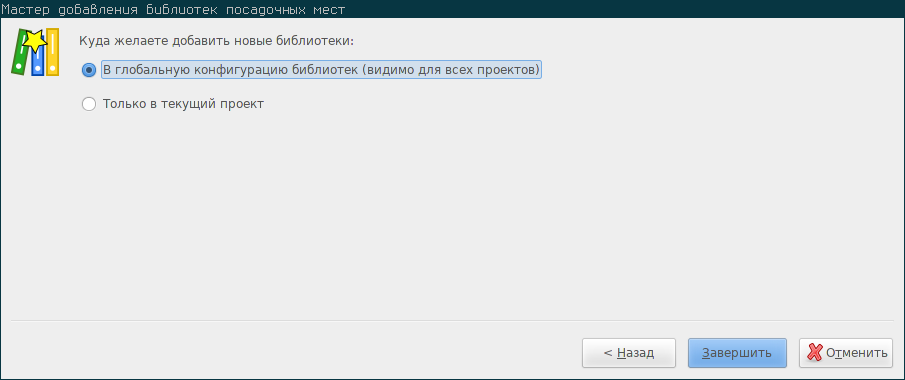 Мастер добавления библиотек посадочных мест
Куда желаете добавить новые библиотеки:
В глобальную конфигурацию библиотек (видимо для всех проектов)
Только в текущий проект
< Назад
Завершить
Отменить